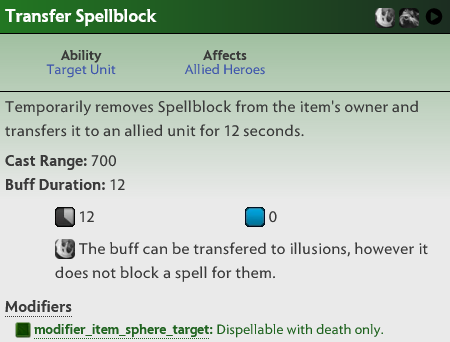 Transfer Spellblock
Ability Affects
Target Unit Allied Heroes
Temporarily removes Spellblock from the item's owner and
transfers it to an allied unit for 12 seconds.
Cast Range: 700
Buff Duration: 12
12 0
The buff can be transfered to illusions, however it
does not block a spell for them.
Modifiers
modifier_item_sphere_target: Dispellable with death only.